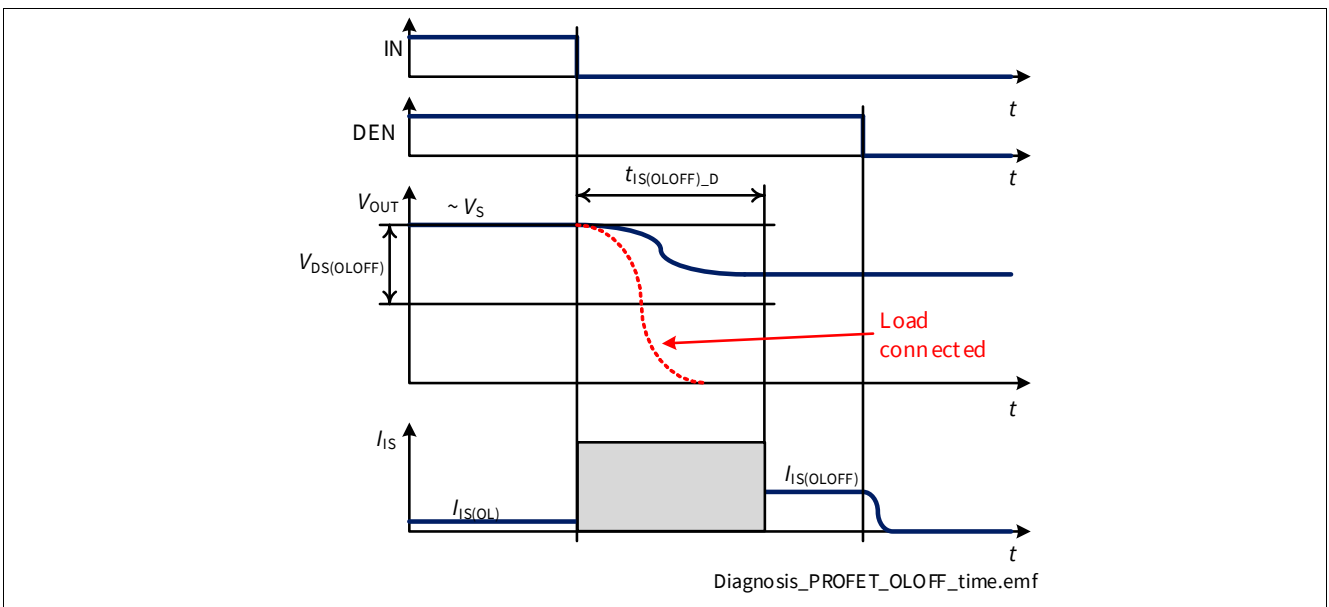 IN
t
DEN
t
tIS(OLOFF)_D
VOUT
~ VS
VDS(OLOFF)
Load
connected
t
IIS
IIS(OLOFF)
IIS(OL)
t
Diagnosis_PROFET_OLOFF_time.emf